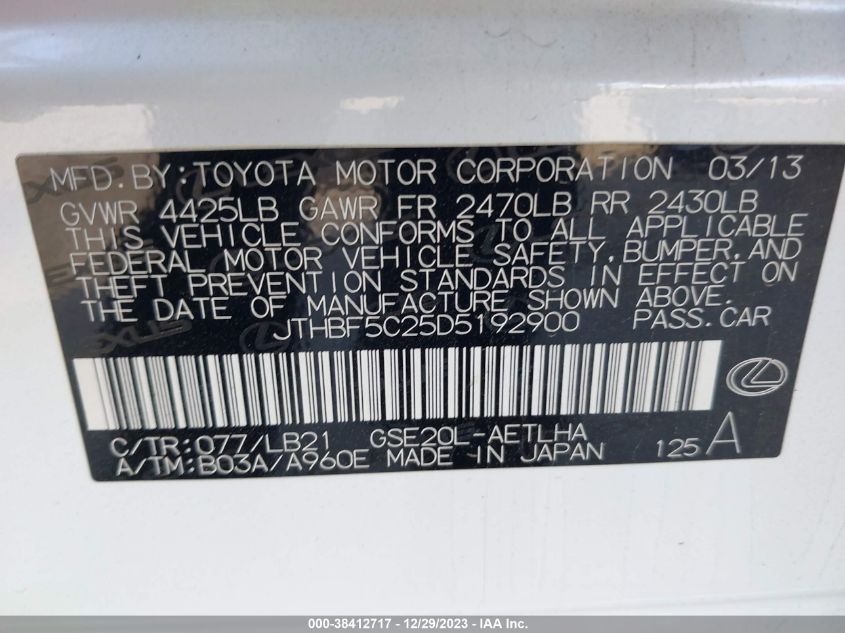 MFD. BY: TOYOTA MOTOR CORPORATION 03/13
GVWR 4425LB GAWR FR 2470LB RR 2430LB
THIS VEHICLE CONFORMS TO ALL APPLICABLE
FEDERAL MOTOR VEHICLE SAFETY, BUMPER, AND
THEFT PREVENTION STANDARDS IN EFFECT ON
THE DATE OF MANUFACTURE SHOWN ABOVE.
JTHBF5C25D5192900 PASS. CAR
C/TR: 077/LB21 GSE20L-AETLHA
A/TM: B03A/A960E MADE IN JAPAN 125 A
000-38412717 - 12/29/2023 - IAA Inc.